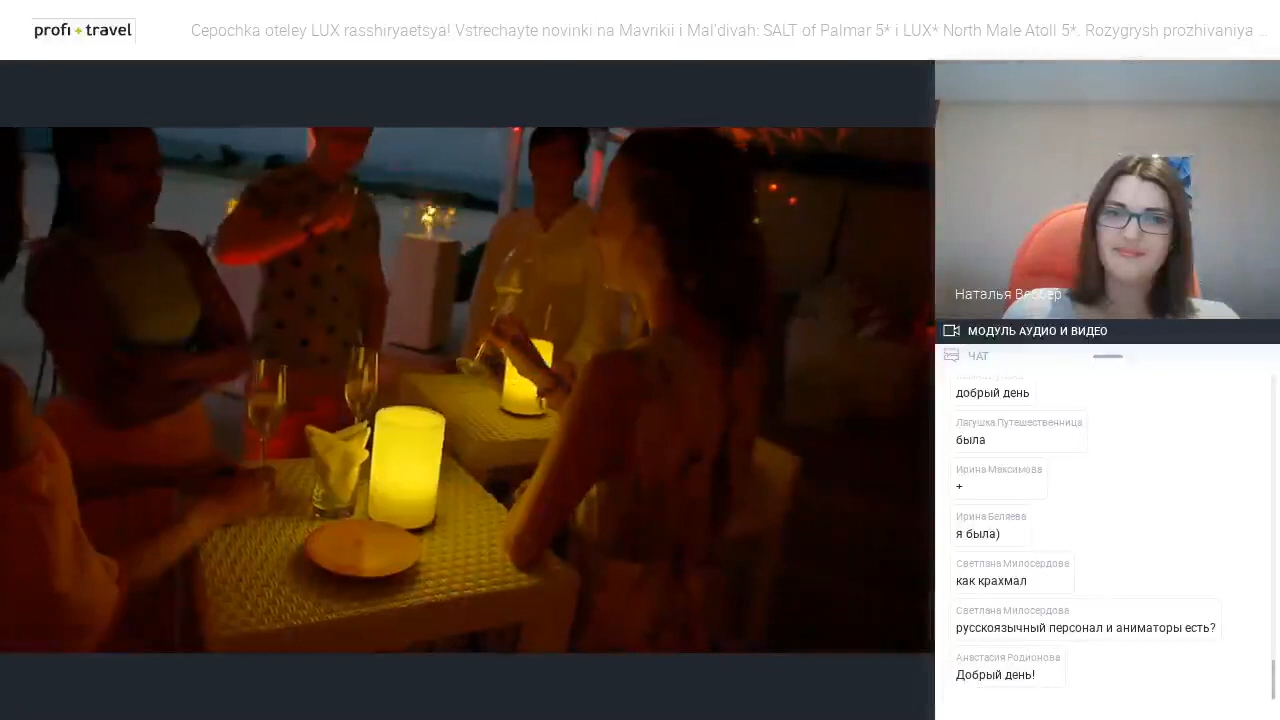 profi + travel
Cepochka oteley LUX rasshiryaetsya! Vstrechayte novinki na Mavrikii i Mal'divah: SALT of Palmar 5* i LUX* North Male Atoll 5*. Rozygrysh prozhivaniya ...
Наталья Веббер
МОДУЛЬ АУДИО И ВИДЕО
ЧАТ
добрый день
Лягушка Путешественница
была
Ирина Максимова
+
Ирина Беляева
я была)
Светлана Милосердова
как крахмал
Светлана Милосердова
русскоязычный персонал и аниматоры есть?
Анастасия Родионова
Добрый день!